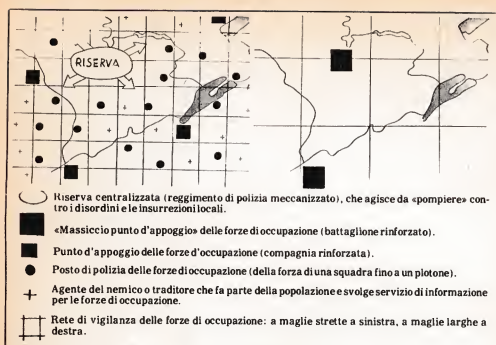 RISERVA
Riserva centralizzata (reggimento di polizia meccanizzato), che agisce da «pompiere» con-
tro i disordini e le insurrezioni locali.
«Massiccio punto d'appoggio» delle forze di occupazione (battaglione rinforzato).
Punto d'appoggio delle forze d'occupazione (compagnia rinforzata).
Posto di polizia delle forze di occupazione (della forza di una squadra fino a un plotone).
Agente del nemico o traditore che fa parte della popolazione e svolge servizio di informazione
per le forze di occupazione.
Rete di vigilanza delle forze di occupazione: a maglie strette a sinistra, a maglie larghe a
destra.